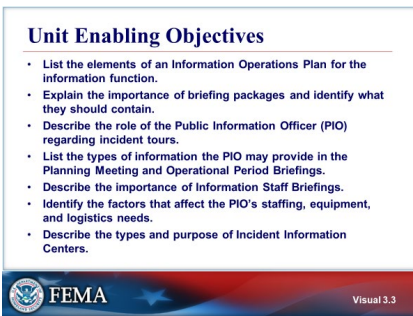 Unit Enabling Objectives
• List the elements of an Information Operations Plan for the
information function.
• Explain the importance of briefing packages and identify what
they should contain.
• Describe the role of the Public Information Officer (PIO)
regarding incident tours.
• List the types of information the PIO may provide in the
Planning Meeting and Operational Period Briefings.
• Describe the importance of Information Staff Briefings.
• Identify the factors that affect the PIO's staffing, equipment,
and logistics needs.
• Describe the types and purpose of Incident Information
Centers.
FEMA
Visual 3.3